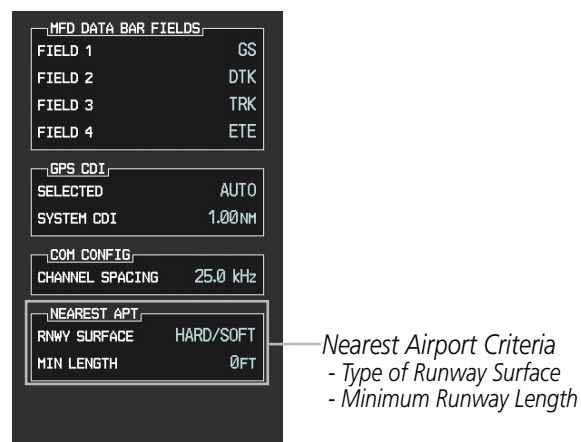 MFD DATA BAR FIELDS
FIELD 1 GS
FIELD 2 DTK
FIELD 3 TRK
FIELD 4 ETE
GPS CDI
SELECTED AUTO
SYSTEM CDI 1.00NM
COM CONFIG
CHANNEL SPACING 25.0 kHz
NEAREST APT
RNWY SURFACE HARD/SOFT
MIN LENGTH 0FT
Nearest Airport Criteria
- Type of Runway Surface
- Minimum Runway Length